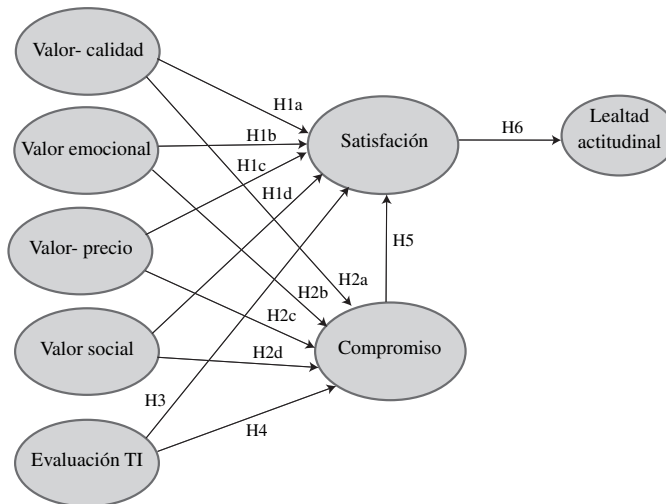 Valor- calidad
Valor emocional
Valor- precio
Valor social
Evaluación TI
H1a
H1b
H1c
H1d
H2a
H2b
H2c
H2d
H3
H4
Satisfación
H5
Compromiso
H6
Lealtad
actitudinal